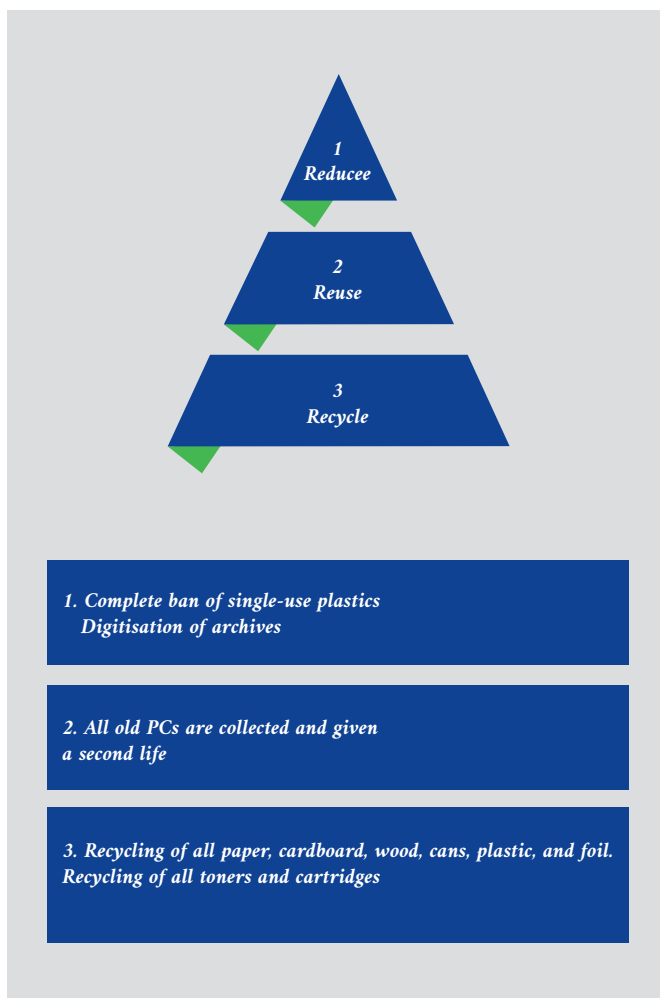 1
Reducee
2
Reuse
3
Recycle
1. Complete ban of single-use plastics
Digitisation of archives
2. All old PCs are collected and given
a second life
3. Recycling of all paper, cardboard, wood, cans, plastic, and foil.
Recycling of all toners and cartridges